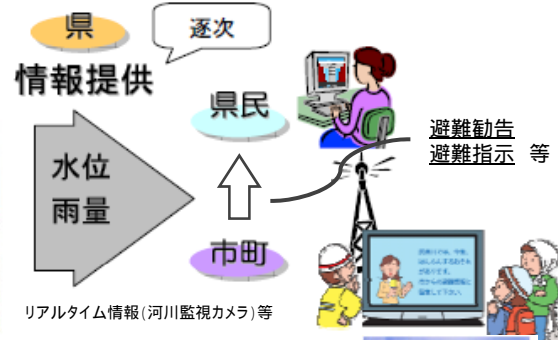 県
逐次
情報提供
県民
水位
雨量
避難勧告
避難指示 等
市町
リアルタイム情報(河川監視カメラ)等